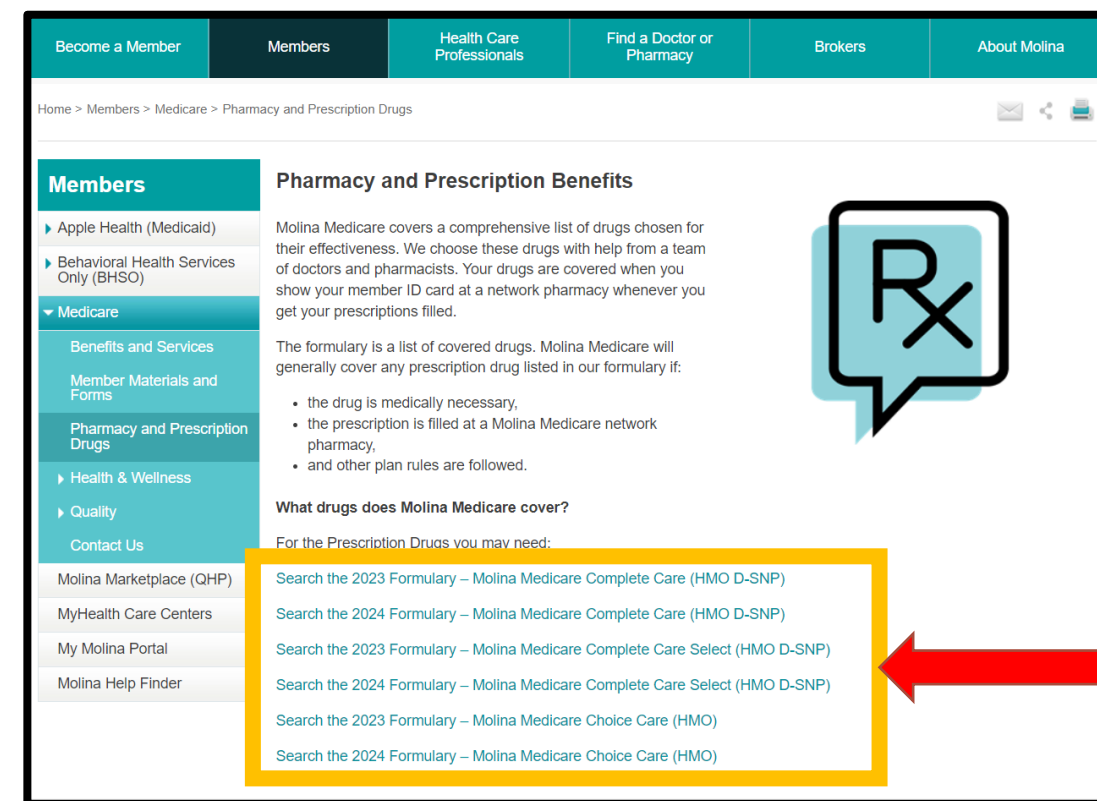 Become a Member
Members
Health Care
Professionals
Find a Doctor or
Pharmacy
Brokers
About Molina
Home > Members > Medicare > Pharmacy and Prescription Drugs
Members
Apple Health (Medicaid)
Behavioral Health Services
Only (BHSO)
Medicare
Benefits and Services
Member Materials and
Forms
Pharmacy and Prescription
Drugs
Health & Wellness
Quality
Contact Us
Molina Marketplace (QHP)
MyHealth Care Centers
My Molina Portal
Molina Help Finder
Pharmacy and Prescription Benefits
Molina Medicare covers a comprehensive list of drugs chosen for
their effectiveness. We choose these drugs with help from a team
of doctors and pharmacists. Your drugs are covered when you
show your member ID card at a network pharmacy whenever you
get your prescriptions filled.
The formulary is a list of covered drugs. Molina Medicare will
generally cover any prescription drug listed in our formulary if:
• the drug is medically necessary,
• the prescription is filled at a Molina Medicare network
pharmacy,
• and other plan rules are followed.
What drugs does Molina Medicare cover?
For the Prescription Drugs you may need:
Search the 2023 Formulary – Molina Medicare Complete Care (HMO D-SNP)
Search the 2024 Formulary – Molina Medicare Complete Care (HMO D-SNP)
Search the 2023 Formulary – Molina Medicare Complete Care Select (HMO D-SNP)
Search the 2024 Formulary – Molina Medicare Complete Care Select (HMO D-SNP)
Search the 2023 Formulary – Molina Medicare Choice Care (HMO)
Search the 2024 Formulary – Molina Medicare Choice Care (HMO)
Rx